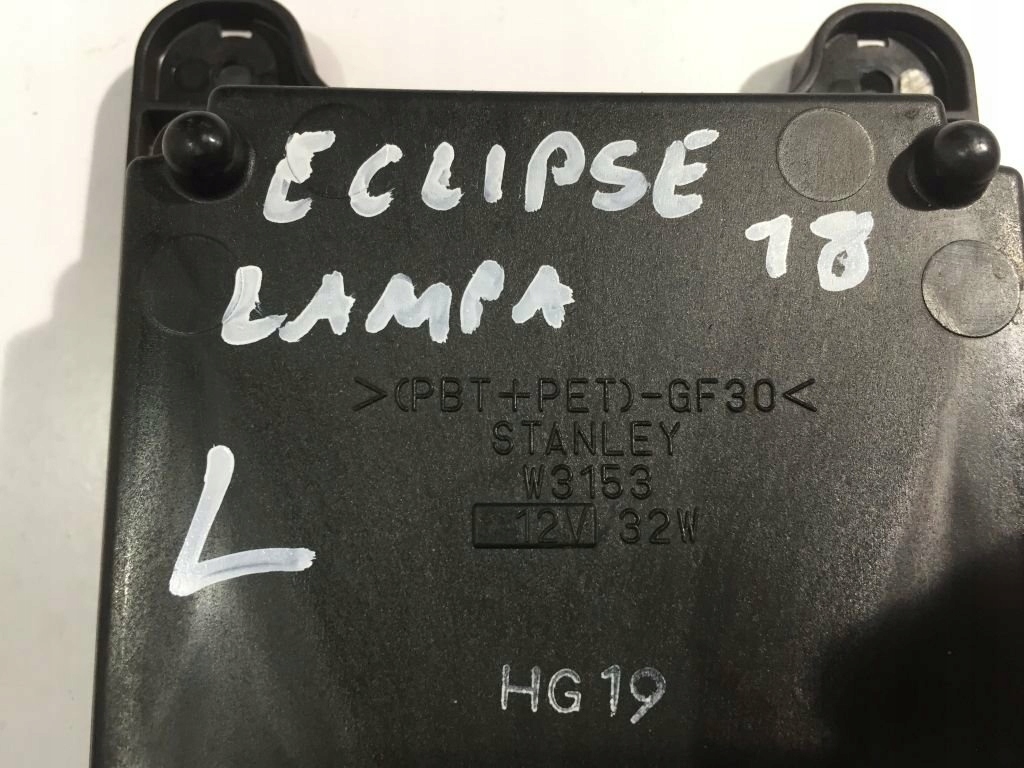 ECLIPSE
18
LAMPA
>(PBT+PET)-GF30<
STANLEY
W3153
12V 32W
L
HG19